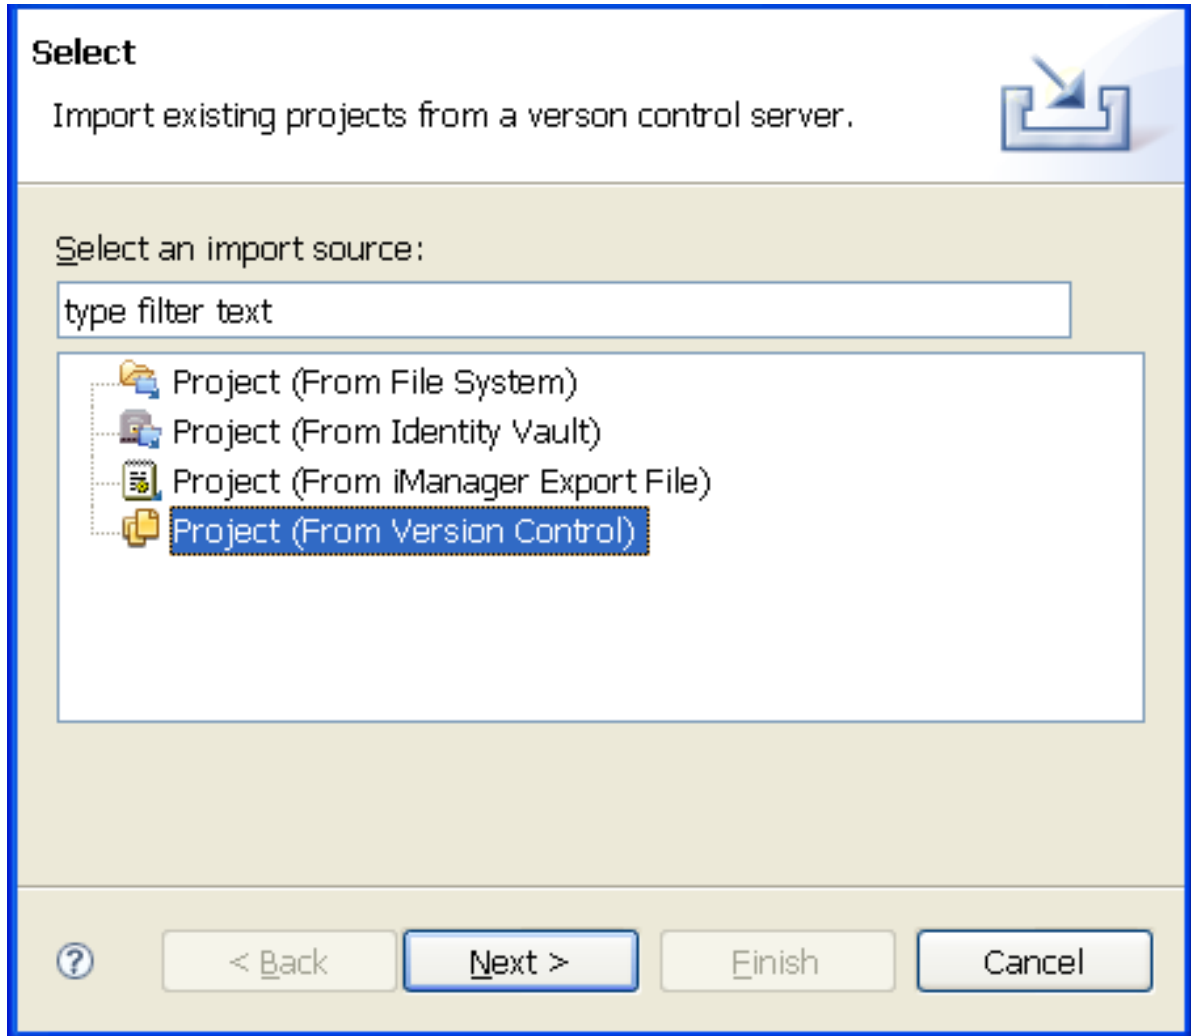 Select
Import existing projects from a verson control server.
Select an import source:
type filter text
Project (From File System)
Project (From Identity Vault)
Project (From iManager Export File)
Project (From Version Control)
?
< Back
Next >
Finish
Cancel